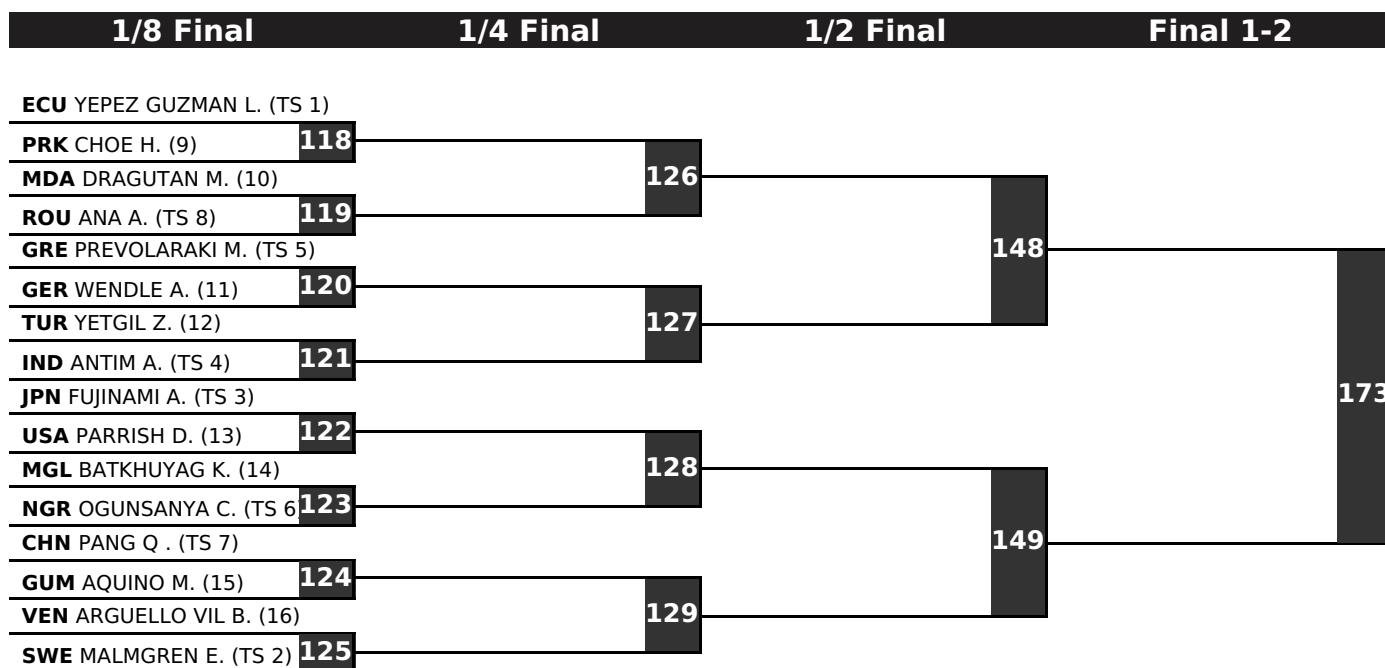 1/8 Final 1/4 Final 1/2 Final Final 1-2
ECU YEPEZ GUZMAN L. (TS 1)
PRK CHOE H. (9) 118
MDA DRAGUTAN M. (10) 126
ROU ANA A. (TS 8) 119
GRE PREVOLARAKI M. (TS 5) 148
GER WENDLE A. (11) 120
TUR YETGIL Z. (12) 127
IND ANTIM A. (TS 4) 121
JPN FUJINAMI A. (TS 3) 173
USA PARRISH D. (13) 122
MGL BATKHUYAG K. (14) 128
NGR OGUNSANYA C. (TS 6 123
CHN PANG Q . (TS 7) 149
GUM AQUINO M. (15) 124
VEN ARGUELLO VIL B. (16) 129
SWE MALMGREN E. (TS 2) 125